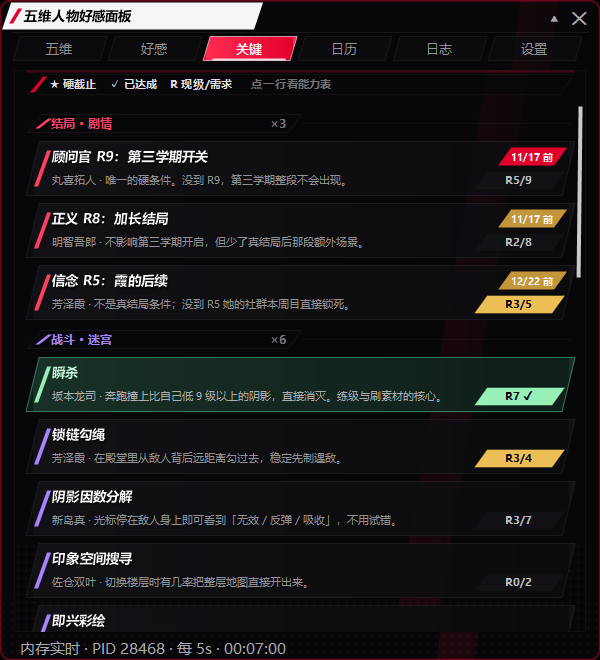 五维人物好感面板
五维 好感 关键 日历 日志 设置
★ 硬截止 ✓ 已达成 R 现级/需求 点一行看能力表
结局・剧情 ×3
顾问官 R9：第三学期开关 11/17 前
丸喜拓人 · 唯一的硬条件。没到 R9，第三学期整段不会出现。 R5/9
正义 R8：加长结局 11/17 前
明智吾郎 · 不影响第三学期开启，但少了真结局后那段额外场景。 R2/8
信念 R5：霞的后续 12/22 前
芳泽霞 · 不是真结局条件；没到 R5 她的社群本周目直接锁死。 R3/5
战斗・迷宫 ×6
瞬杀
坂本龙司 · 奔跑撞上比自己低 9 级以上的阴影，直接消灭。练级与刷素材的核心。 R7 ✓
锁链勾绳
芳泽霞 · 在殿堂里从敌人背后远距离勾过去，稳定先制遇敌。 R3/4
阴影因数分解
新岛真 · 光标停在敌人身上即可看到「无效 / 反弹 / 吸收」，不用试错。 R3/7
印象空间搜寻
佐仓双叶 · 切换楼层时有几率把整层地图直接开出来。 R0/2
即兴彩绘
内存实时 · PID 28468 · 每 5s · 00:07:00